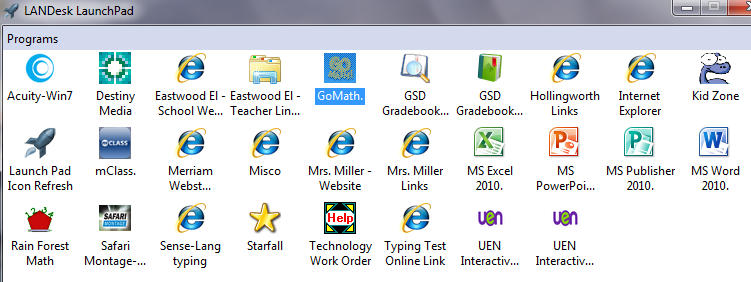 LANDesk LaunchPad
Programs
Acuity-Win7
Destiny
Media
Eastwood El -
School We...
Eastwood El -
Teacher Lin...
GO
MATH
GoMath.
GSD
Gradebook...
GSD
Gradebook...
Hollingworth
Links
Internet
Explorer
Kid Zone
Launch Pad
Icon Refresh
mCLASS
mClass.
Merriam
Webst...
Misco
Mrs. Miller -
Website
Mrs. Miller
Links
MS Excel
2010.
MS
PowerPoi...
MS Publisher
2010.
MS Word
2010.
Rain Forest
Math
SAFARI
MONTAGE
Safari
Montage-...
Sense-Lang
typing
Starfall
Help
Technology
Work Order
Typing Test
Online Link
uen
UEN
Interactiv...
uen
UEN
Interactiv...